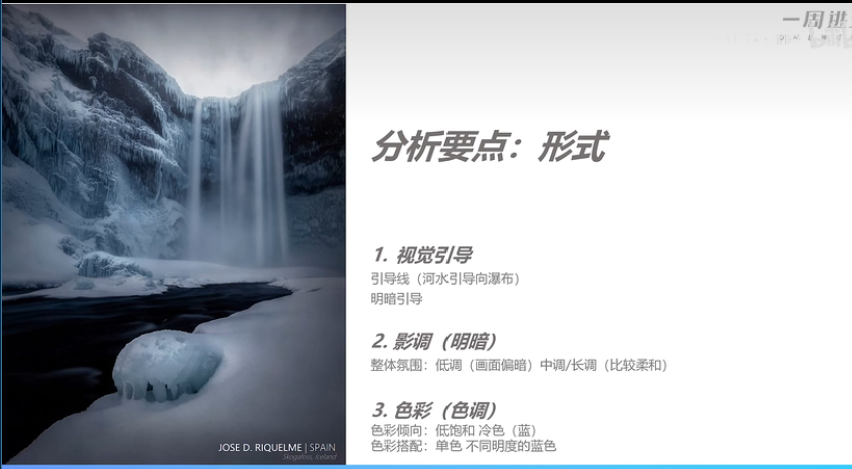 一周进
分析要点：形式
1. 视觉引导
引导线（河水引导向瀑布）
明暗引导
2. 影调（明暗）
整体氛围：低调（画面偏暗）中调/长调（比较柔和）
3. 色彩（色调）
色彩倾向：低饱和 冷色（蓝）
色彩搭配：单色 不同明度的蓝色
JOSE D. RIQUELME | SPAIN
Skogafoss, Iceland